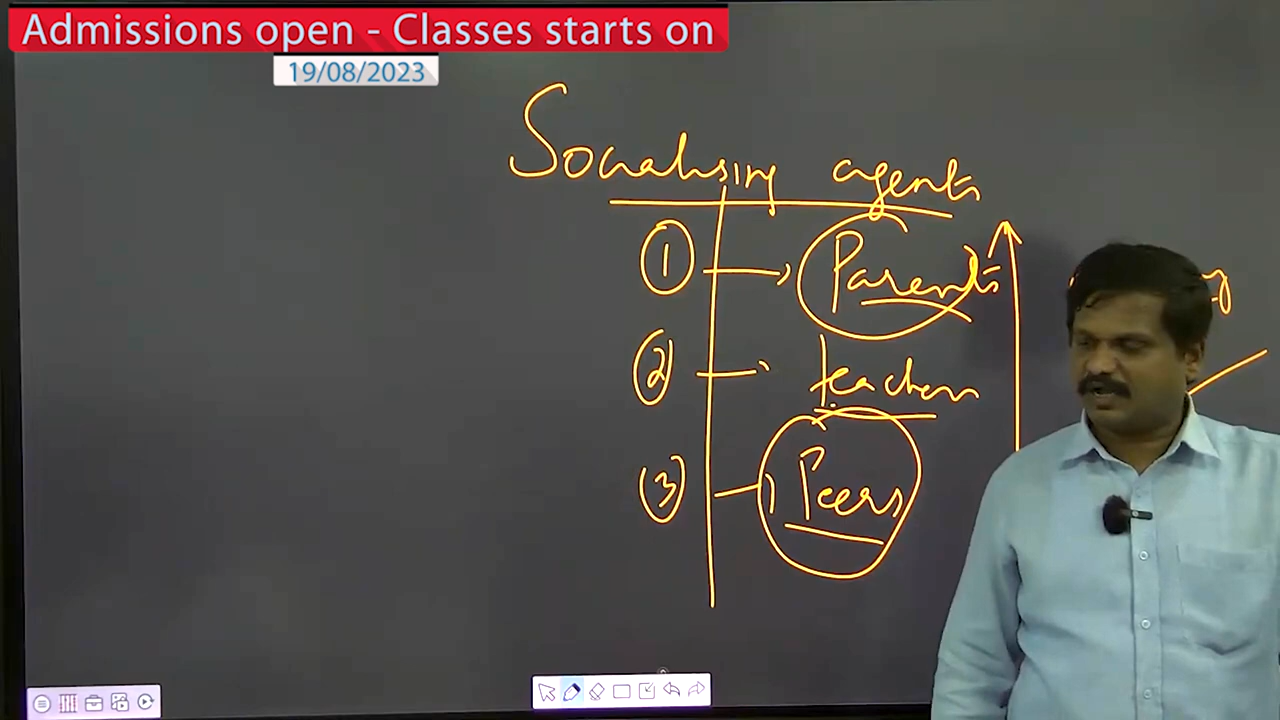 Admissions open - Classes starts on
19/08/2023
Socialising agents
1 Parents
2 teachers
3 Peers